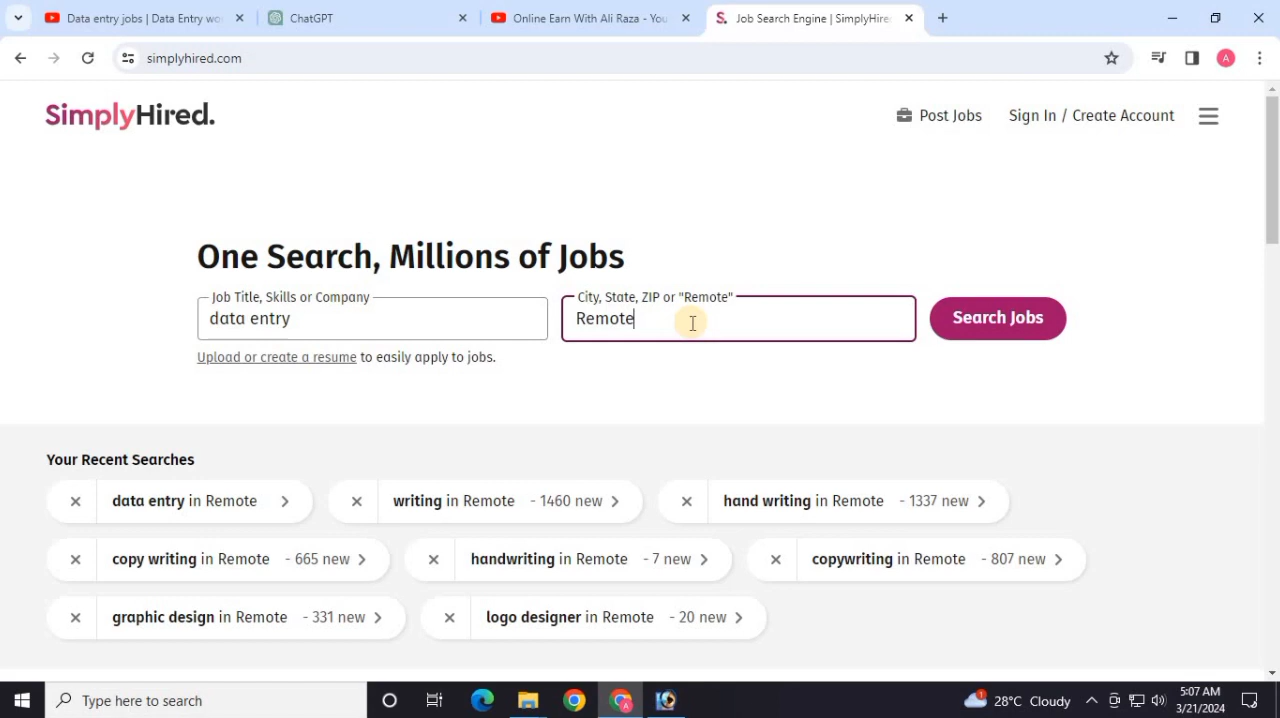 Data entry jobs | Data Entry wo
ChatGPT
Online Earn With Ali Raza - You
Job Search Engine | SimplyHire
simplyhired.com
A
SimplyHired.
Post Jobs
Sign In / Create Account
One Search, Millions of Jobs
Job Title, Skills or Company
City, State, ZIP or "Remote"
data entry
Remote
Search Jobs
Upload or create a resume to easily apply to jobs.
Your Recent Searches
data entry in Remote
writing in Remote - 1460 new
hand writing in Remote - 1337 new
copy writing in Remote - 665 new
handwriting in Remote - 7 new
copywriting in Remote - 807 new
graphic design in Remote - 331 new
logo designer in Remote - 20 new
Type here to search
28°C Cloudy
5:07 AM
3/21/2024